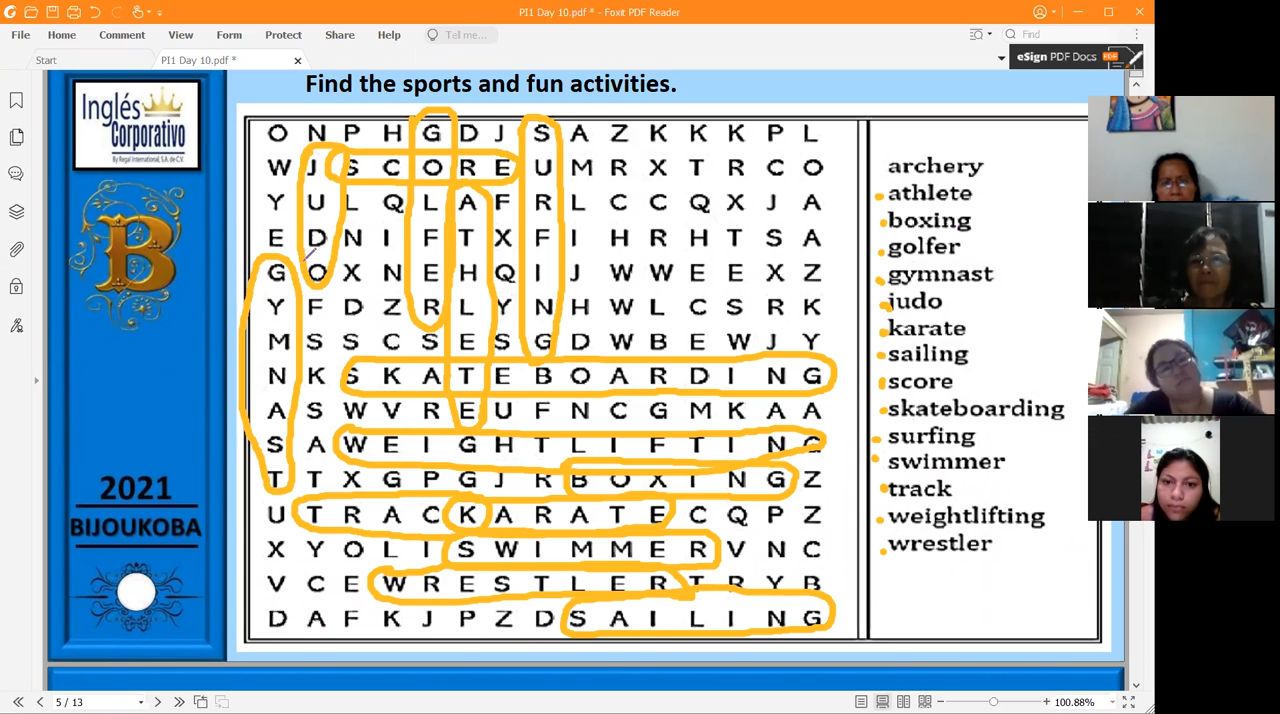 PI1 Day 10.pdf * - Foxit PDF Reader
File Home Comment View Form Protect Share Help Tell me... Find
Start PI1 Day 10.pdf * eSign PDF Docs
Find the sports and fun activities.
Inglés
Corporativo
By Regal International, S.A. de C.V.
B
2021
BIJOUKOBA
O N P H G D J S A Z K K K P L
W J S C O R E U M R X T R C O
Y U L Q L A F R L C C Q X J A
E D N I F T X F I H R H T S A
G O X N E H Q I J W W E E X Z
Y F D Z R L Y N H W L C S R K
M S S C S E S G D W B E W J Y
N K S K A T E B O A R D I N G
A S W V R E U F N C G M K A A
S A W E I G H T L I F T I N G
T T X G P G J R B O X I N G Z
U T R A C K A R A T E C Q P Z
X Y O L I S W I M M E R V N C
V C E W R E S T L E R T R Y B
D A F K J P Z D S A I L I N G
archery
athlete
boxing
golfer
gymnast
judo
karate
sailing
score
skateboarding
surfing
swimmer
track
weightlifting
wrestler
5 / 13 100.88%